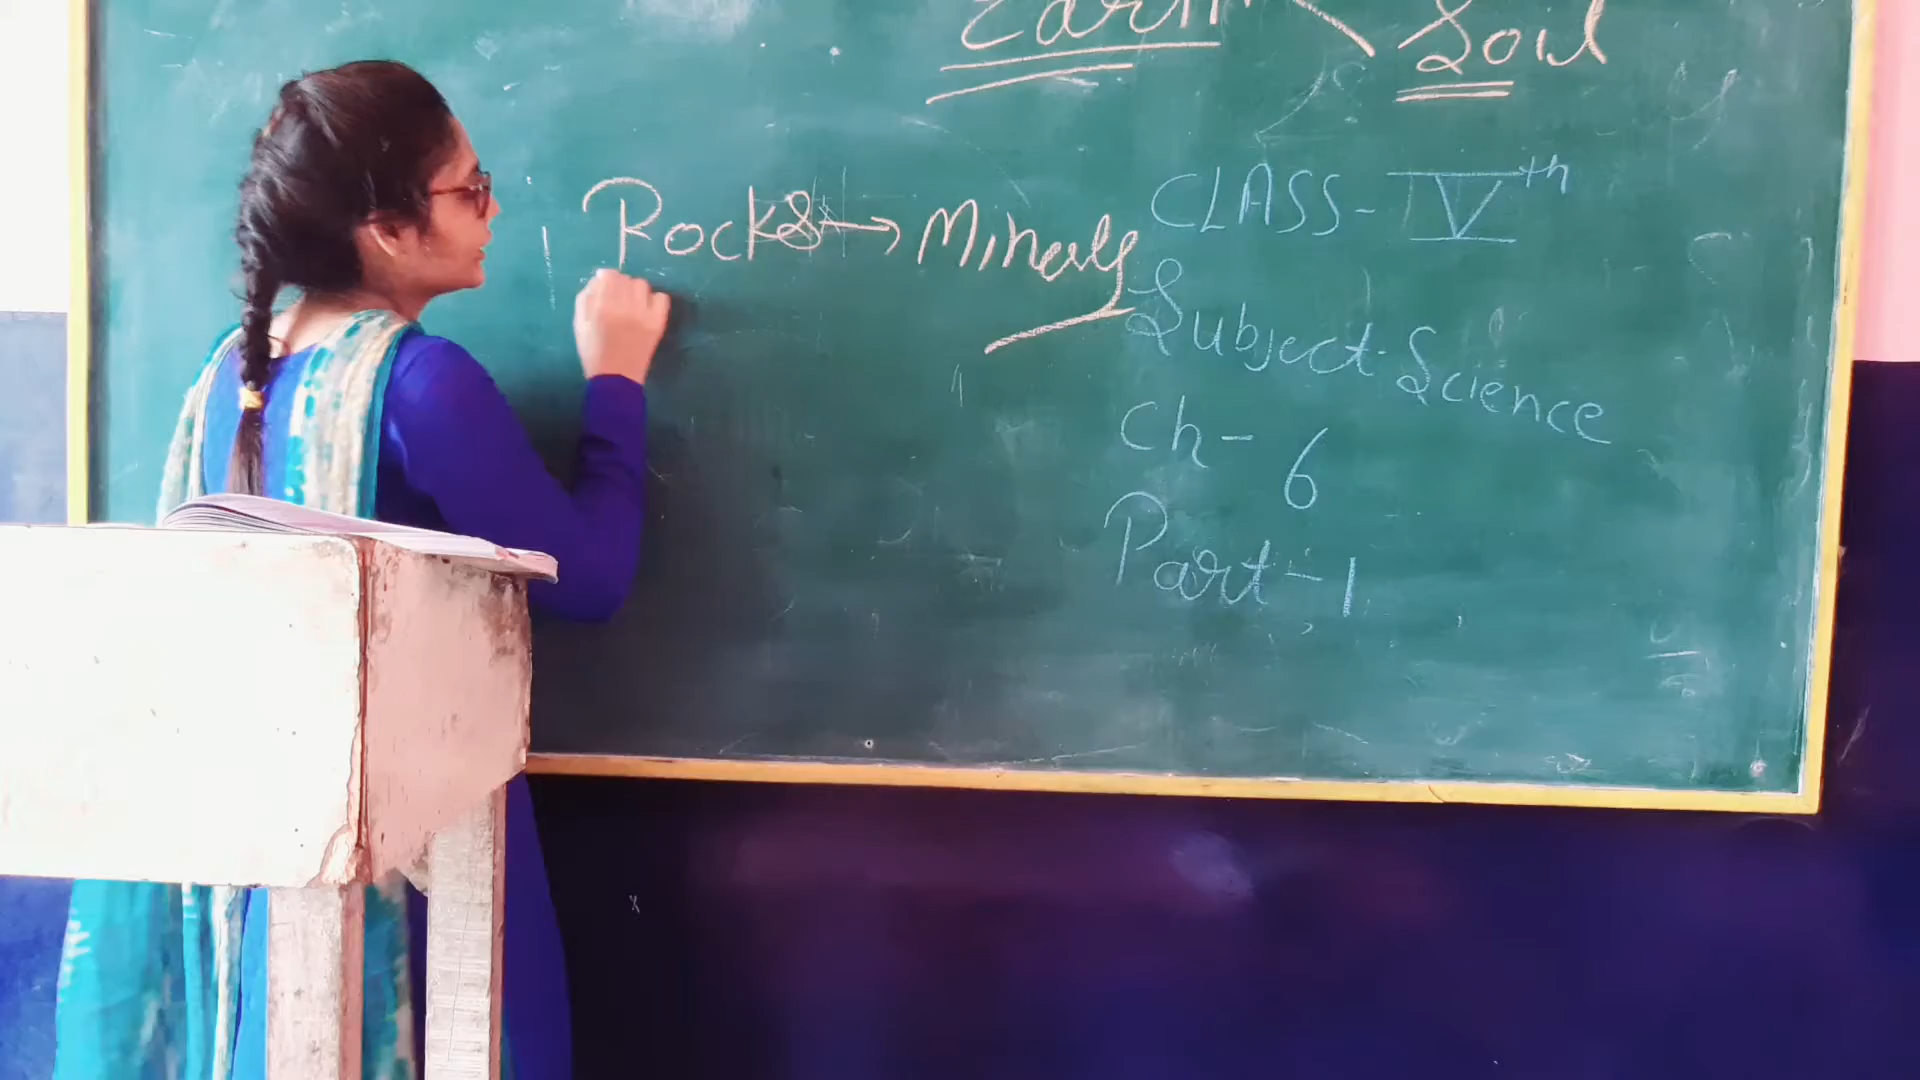 Earth Soil
Rocks → Minerals
CLASS - IVth
Subject - Science
Ch - 6
Part - 1